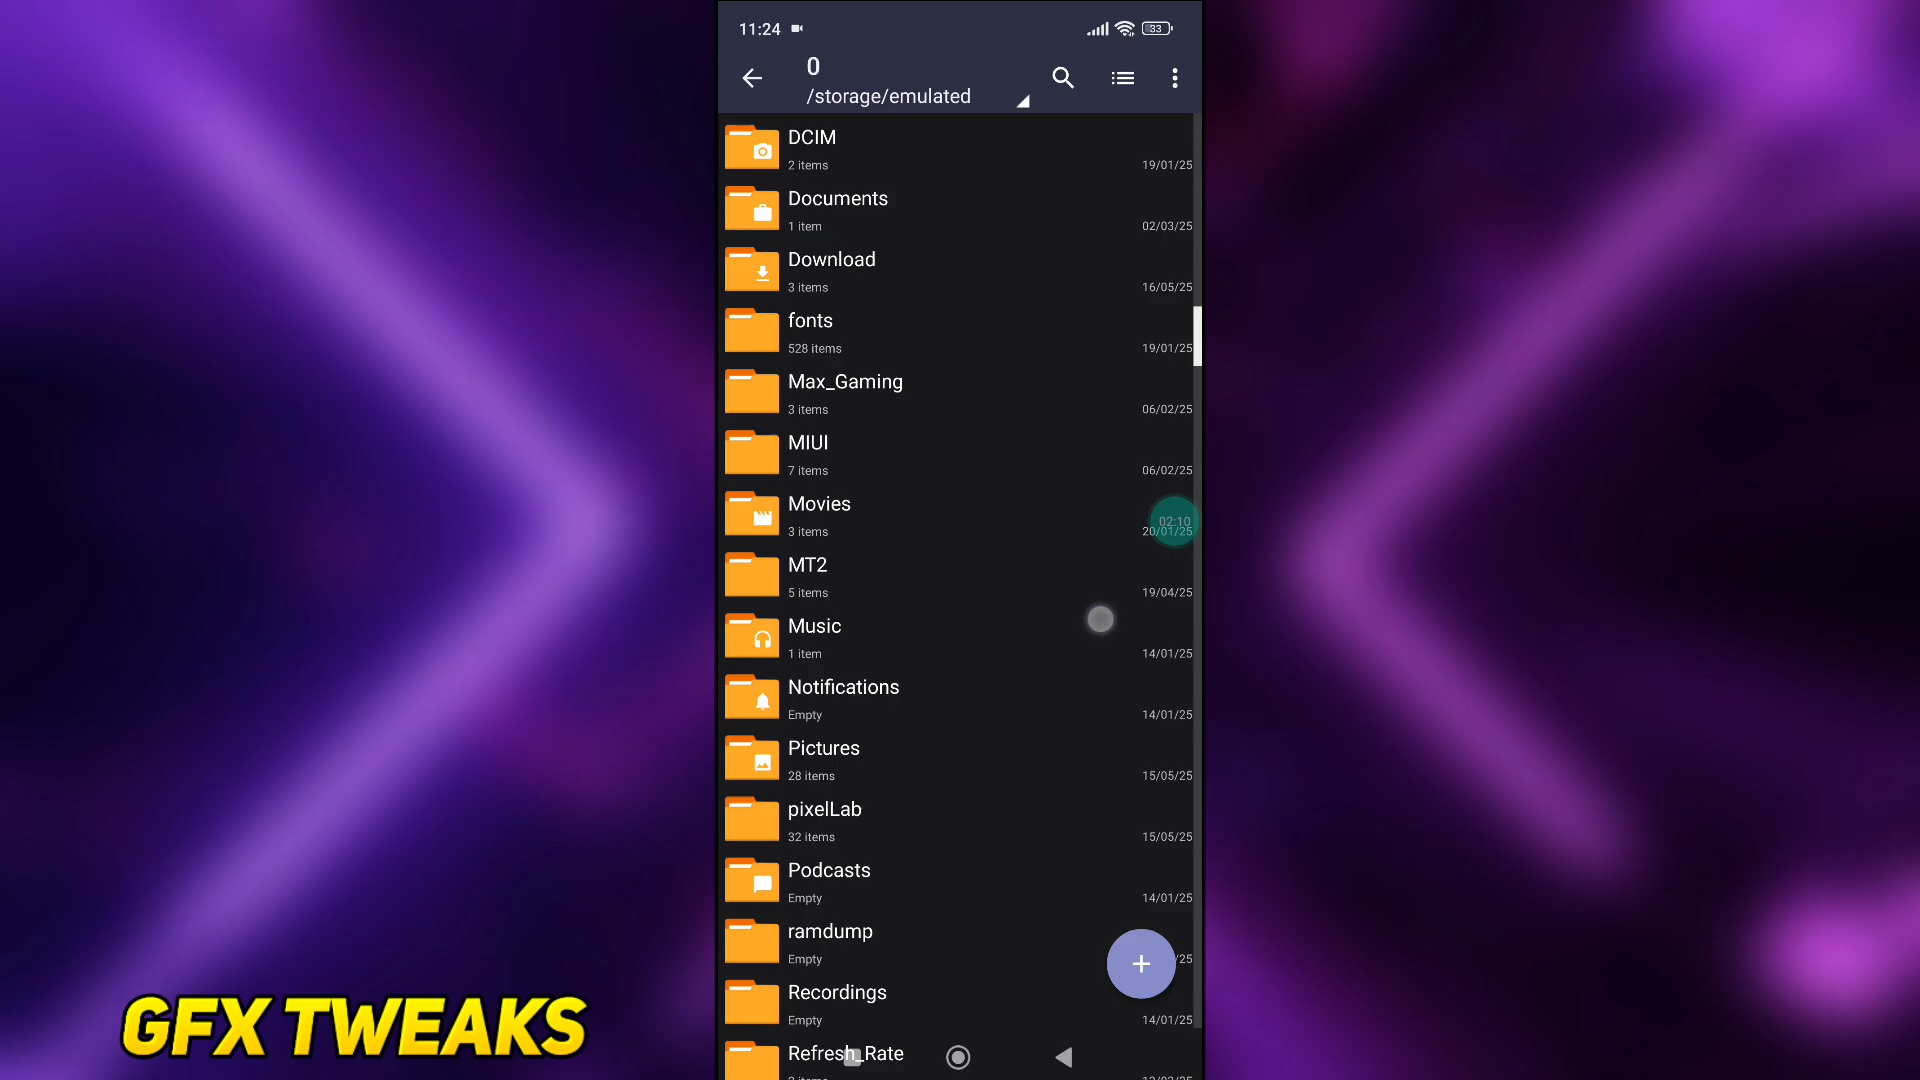 11:24
33
0
/storage/emulated
DCIM
2 items
19/01/25
Documents
1 item
02/03/25
Download
3 items
16/05/25
fonts
528 items
19/01/25
Max_Gaming
3 items
06/02/25
MIUI
7 items
06/02/25
Movies
3 items
02:10
20/01/25
MT2
5 items
19/04/25
Music
1 item
14/01/25
Notifications
Empty
14/01/25
Pictures
28 items
15/05/25
pixelLab
32 items
15/05/25
Podcasts
Empty
14/01/25
ramdump
Empty
/25
Recordings
Empty
14/01/25
Refresh_Rate
GFX TWEAKS